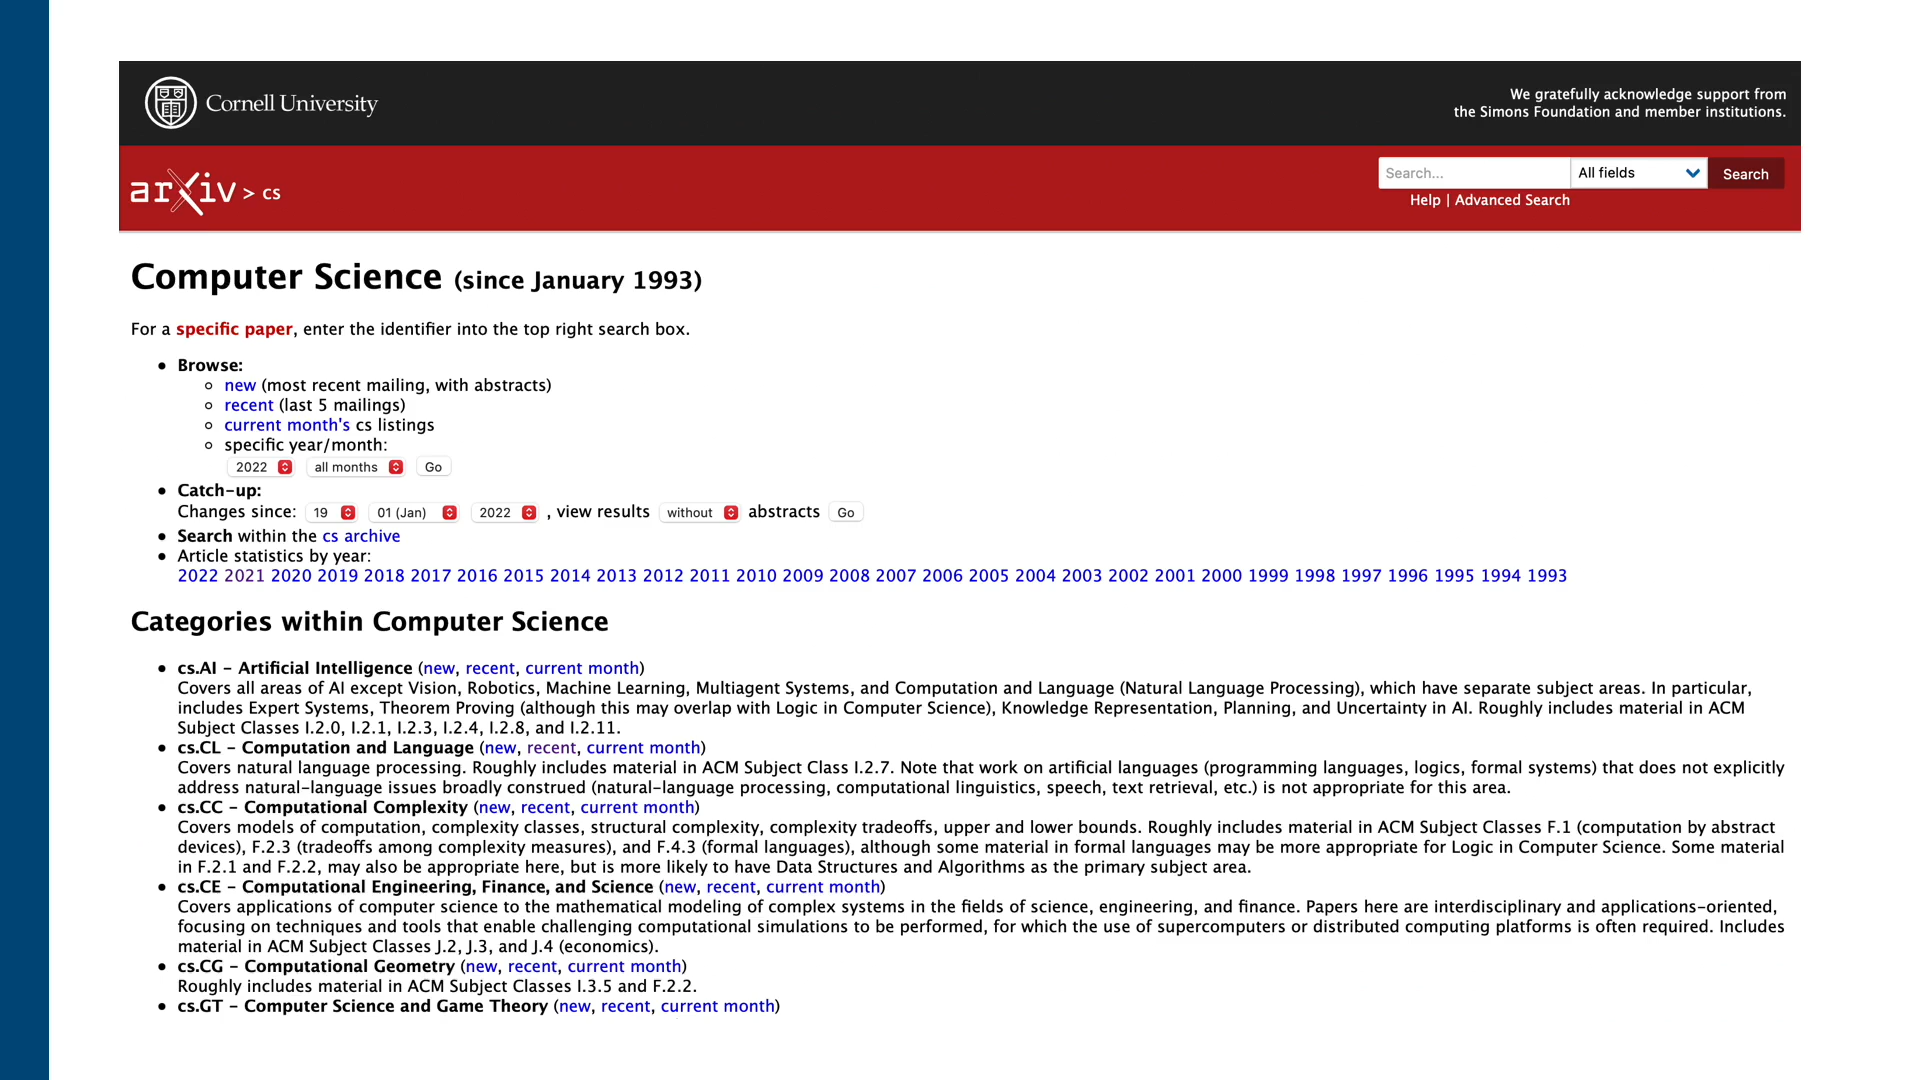 Cornell University
We gratefully acknowledge support from
the Simons Foundation and member institutions.
arXiv > cs
Search... All fields Search
Help | Advanced Search
Computer Science (since January 1993)
For a specific paper, enter the identifier into the top right search box.
Browse:
new (most recent mailing, with abstracts)
recent (last 5 mailings)
current month's cs listings
specific year/month:
2022 all months Go
Catch-up:
Changes since: 19 01 (Jan) 2022 , view results without abstracts Go
Search within the cs archive
Article statistics by year:
2022 2021 2020 2019 2018 2017 2016 2015 2014 2013 2012 2011 2010 2009 2008 2007 2006 2005 2004 2003 2002 2001 2000 1999 1998 1997 1996 1995 1994 1993
Categories within Computer Science
cs.AI - Artificial Intelligence (new, recent, current month)
Covers all areas of AI except Vision, Robotics, Machine Learning, Multiagent Systems, and Computation and Language (Natural Language Processing), which have separate subject areas. In particular,
includes Expert Systems, Theorem Proving (although this may overlap with Logic in Computer Science), Knowledge Representation, Planning, and Uncertainty in AI. Roughly includes material in ACM
Subject Classes I.2.0, I.2.1, I.2.3, I.2.4, I.2.8, and I.2.11.
cs.CL - Computation and Language (new, recent, current month)
Covers natural language processing. Roughly includes material in ACM Subject Class I.2.7. Note that work on artificial languages (programming languages, logics, formal systems) that does not explicitly
address natural-language issues broadly construed (natural-language processing, computational linguistics, speech, text retrieval, etc.) is not appropriate for this area.
cs.CC - Computational Complexity (new, recent, current month)
Covers models of computation, complexity classes, structural complexity, complexity tradeoffs, upper and lower bounds. Roughly includes material in ACM Subject Classes F.1 (computation by abstract
devices), F.2.3 (tradeoffs among complexity measures), and F.4.3 (formal languages), although some material in formal languages may be more appropriate for Logic in Computer Science. Some material
in F.2.1 and F.2.2, may also be appropriate here, but is more likely to have Data Structures and Algorithms as the primary subject area.
cs.CE - Computational Engineering, Finance, and Science (new, recent, current month)
Covers applications of computer science to the mathematical modeling of complex systems in the fields of science, engineering, and finance. Papers here are interdisciplinary and applications-oriented,
focusing on techniques and tools that enable challenging computational simulations to be performed, for which the use of supercomputers or distributed computing platforms is often required. Includes
material in ACM Subject Classes J.2, J.3, and J.4 (economics).
cs.CG - Computational Geometry (new, recent, current month)
Roughly includes material in ACM Subject Classes I.3.5 and F.2.2.
cs.GT - Computer Science and Game Theory (new, recent, current month)